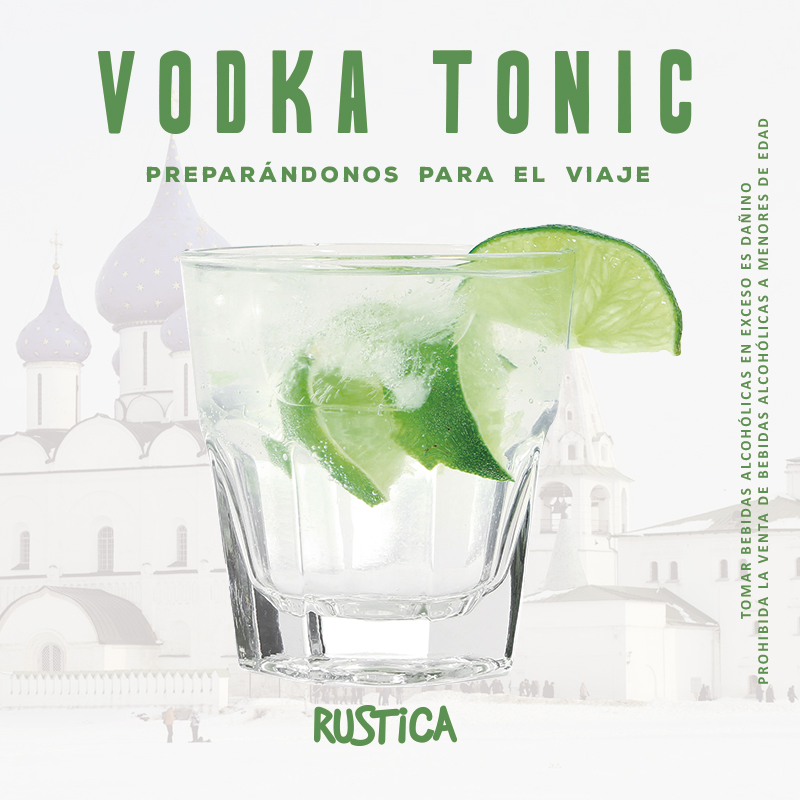 VODKA TONIC
PREPARÁNDONOS PARA EL VIAJE
TOMAR BEBIDAS ALCOHÓLICAS EN EXCESO ES DAÑINO
PROHIBIDA LA VENTA DE BEBIDAS ALCOHÓLICAS A MENORES DE EDAD
RUSTiCA